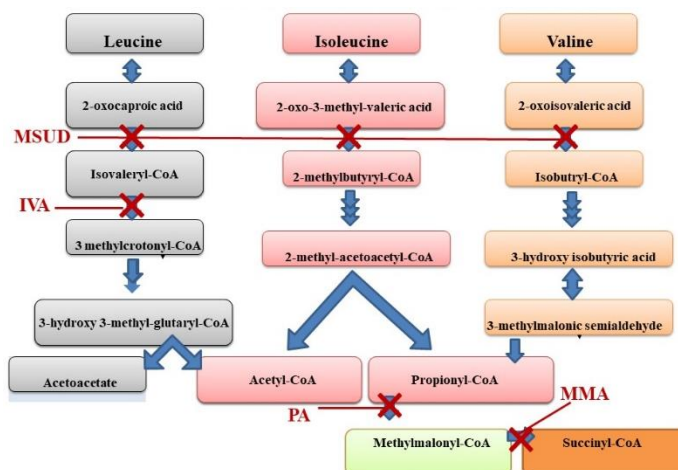 Leucine
Isoleucine
Valine
2-oxocaproic acid
2-oxo-3-methyl-valeric acid
2-oxoisovaleric acid
MSUD
Isovaleryl-CoA
2-methylbutyryl-CoA
Isobutryl-CoA
IVA
3 methylcrotonyl-CoA
2-methyl-acetoacetyl-CoA
3-hydroxy isobutyric acid
3-hydroxy 3-methyl-glutaryl-CoA
3-methylmalonic semialdehyde
Acetoacetate
Acetyl-CoA
Propionyl-CoA
MMA
PA
Methylmalonyl-CoA
Succinyl-CoA